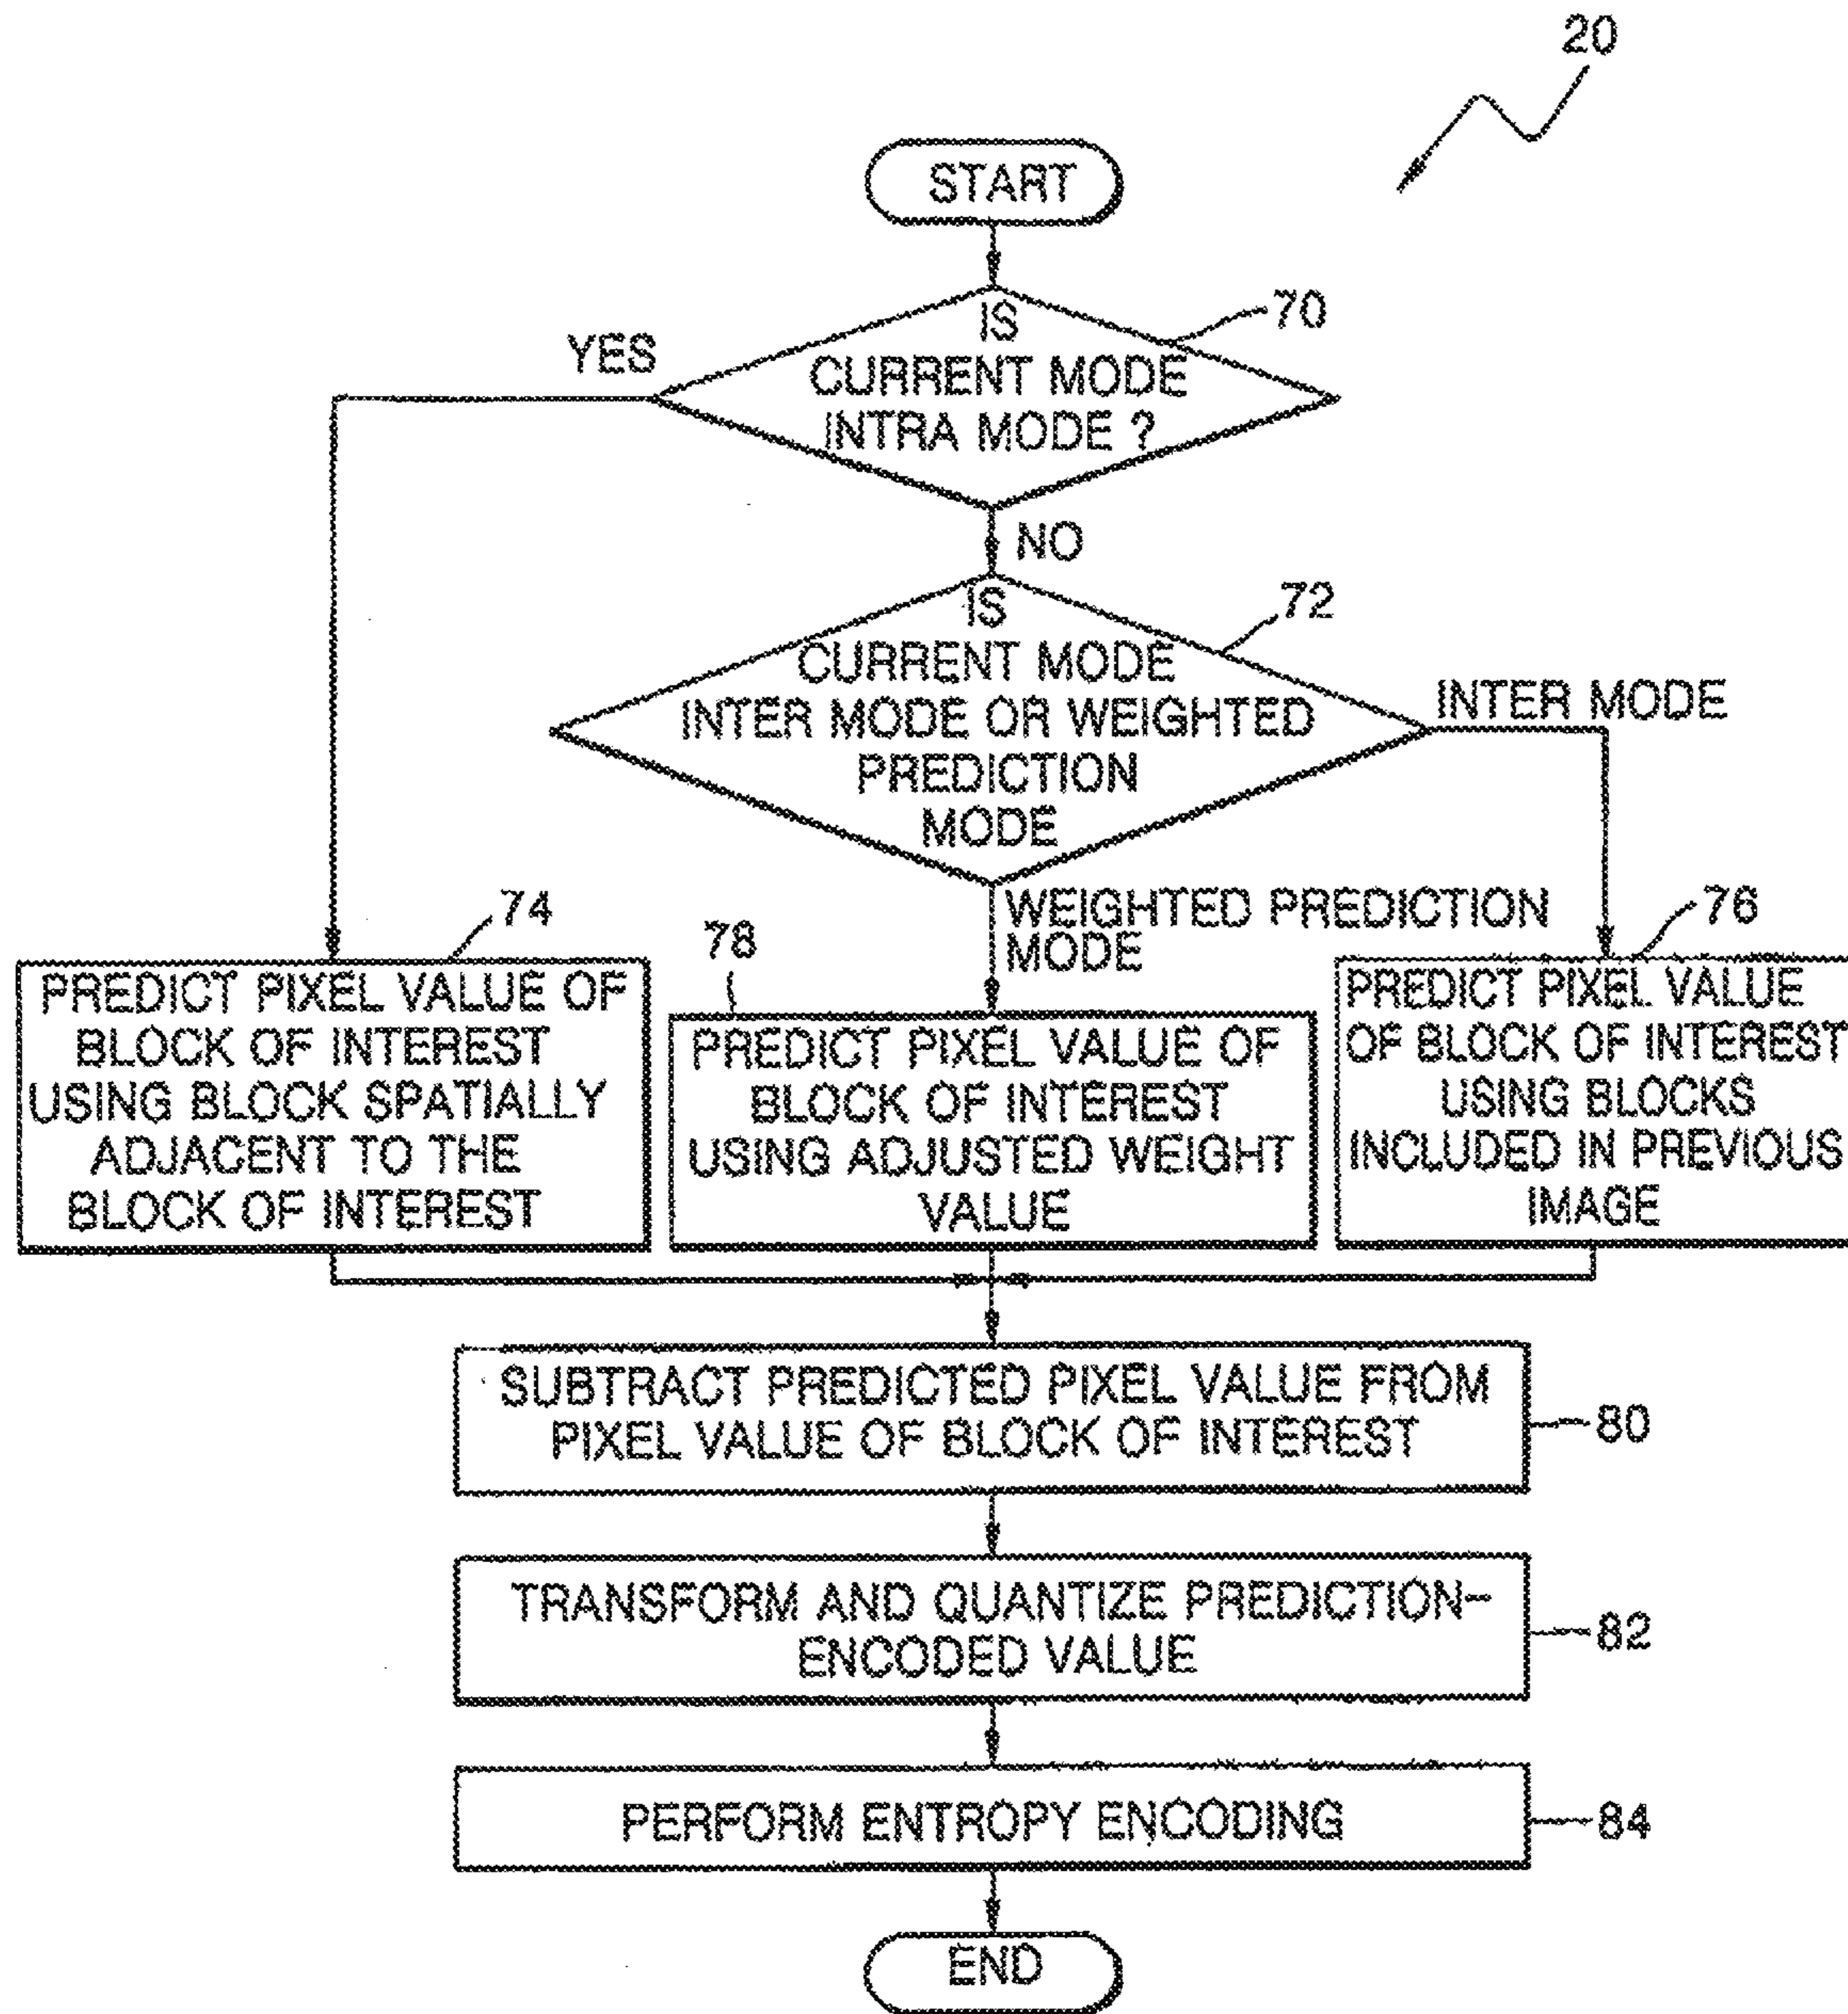 20
START
70
IS
CURRENT MODE
INTRA MODE ?
YES
NO
72
IS
CURRENT MODE
INTER MODE OR WEIGHTED
PREDICTION
MODE
INTER MODE
WEIGHTED PREDICTION
MODE
74
PREDICT PIXEL VALUE OF
BLOCK OF INTEREST
USING BLOCK SPATIALLY
ADJACENT TO THE
BLOCK OF INTEREST
78
PREDICT PIXEL VALUE OF
BLOCK OF INTEREST
USING ADJUSTED WEIGHT
VALUE
76
PREDICT PIXEL VALUE
OF BLOCK OF INTEREST
USING BLOCKS
INCLUDED IN PREVIOUS
IMAGE
SUBTRACT PREDICTED PIXEL VALUE FROM
PIXEL VALUE OF BLOCK OF INTEREST
80
TRANSFORM AND QUANTIZE PREDICTION-
ENCODED VALUE
82
PERFORM ENTROPY ENCODING
84
END